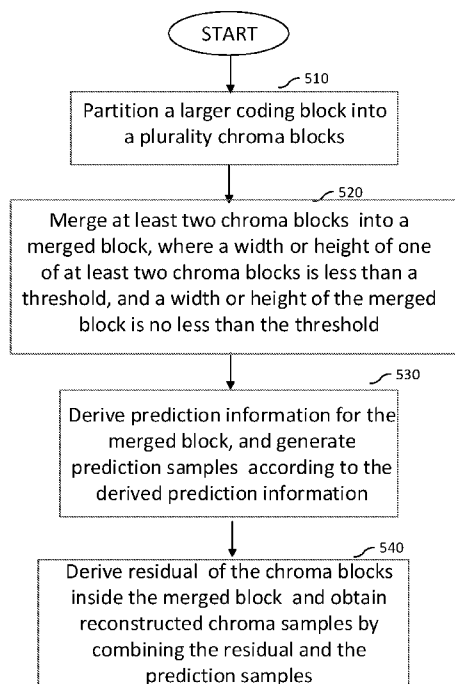 START
510
Partition a larger coding block into
a plurality chroma blocks
520
Merge at least two chroma blocks into a
merged block, where a width or height of one
of at least two chroma blocks is less than a
threshold, and a width or height of the merged
block is no less than the threshold
530
Derive prediction information for the
merged block, and generate
prediction samples according to the
derived prediction information
540
Derive residual of the chroma blocks
inside the merged block and obtain
reconstructed chroma samples by
combining the residual and the
prediction samples